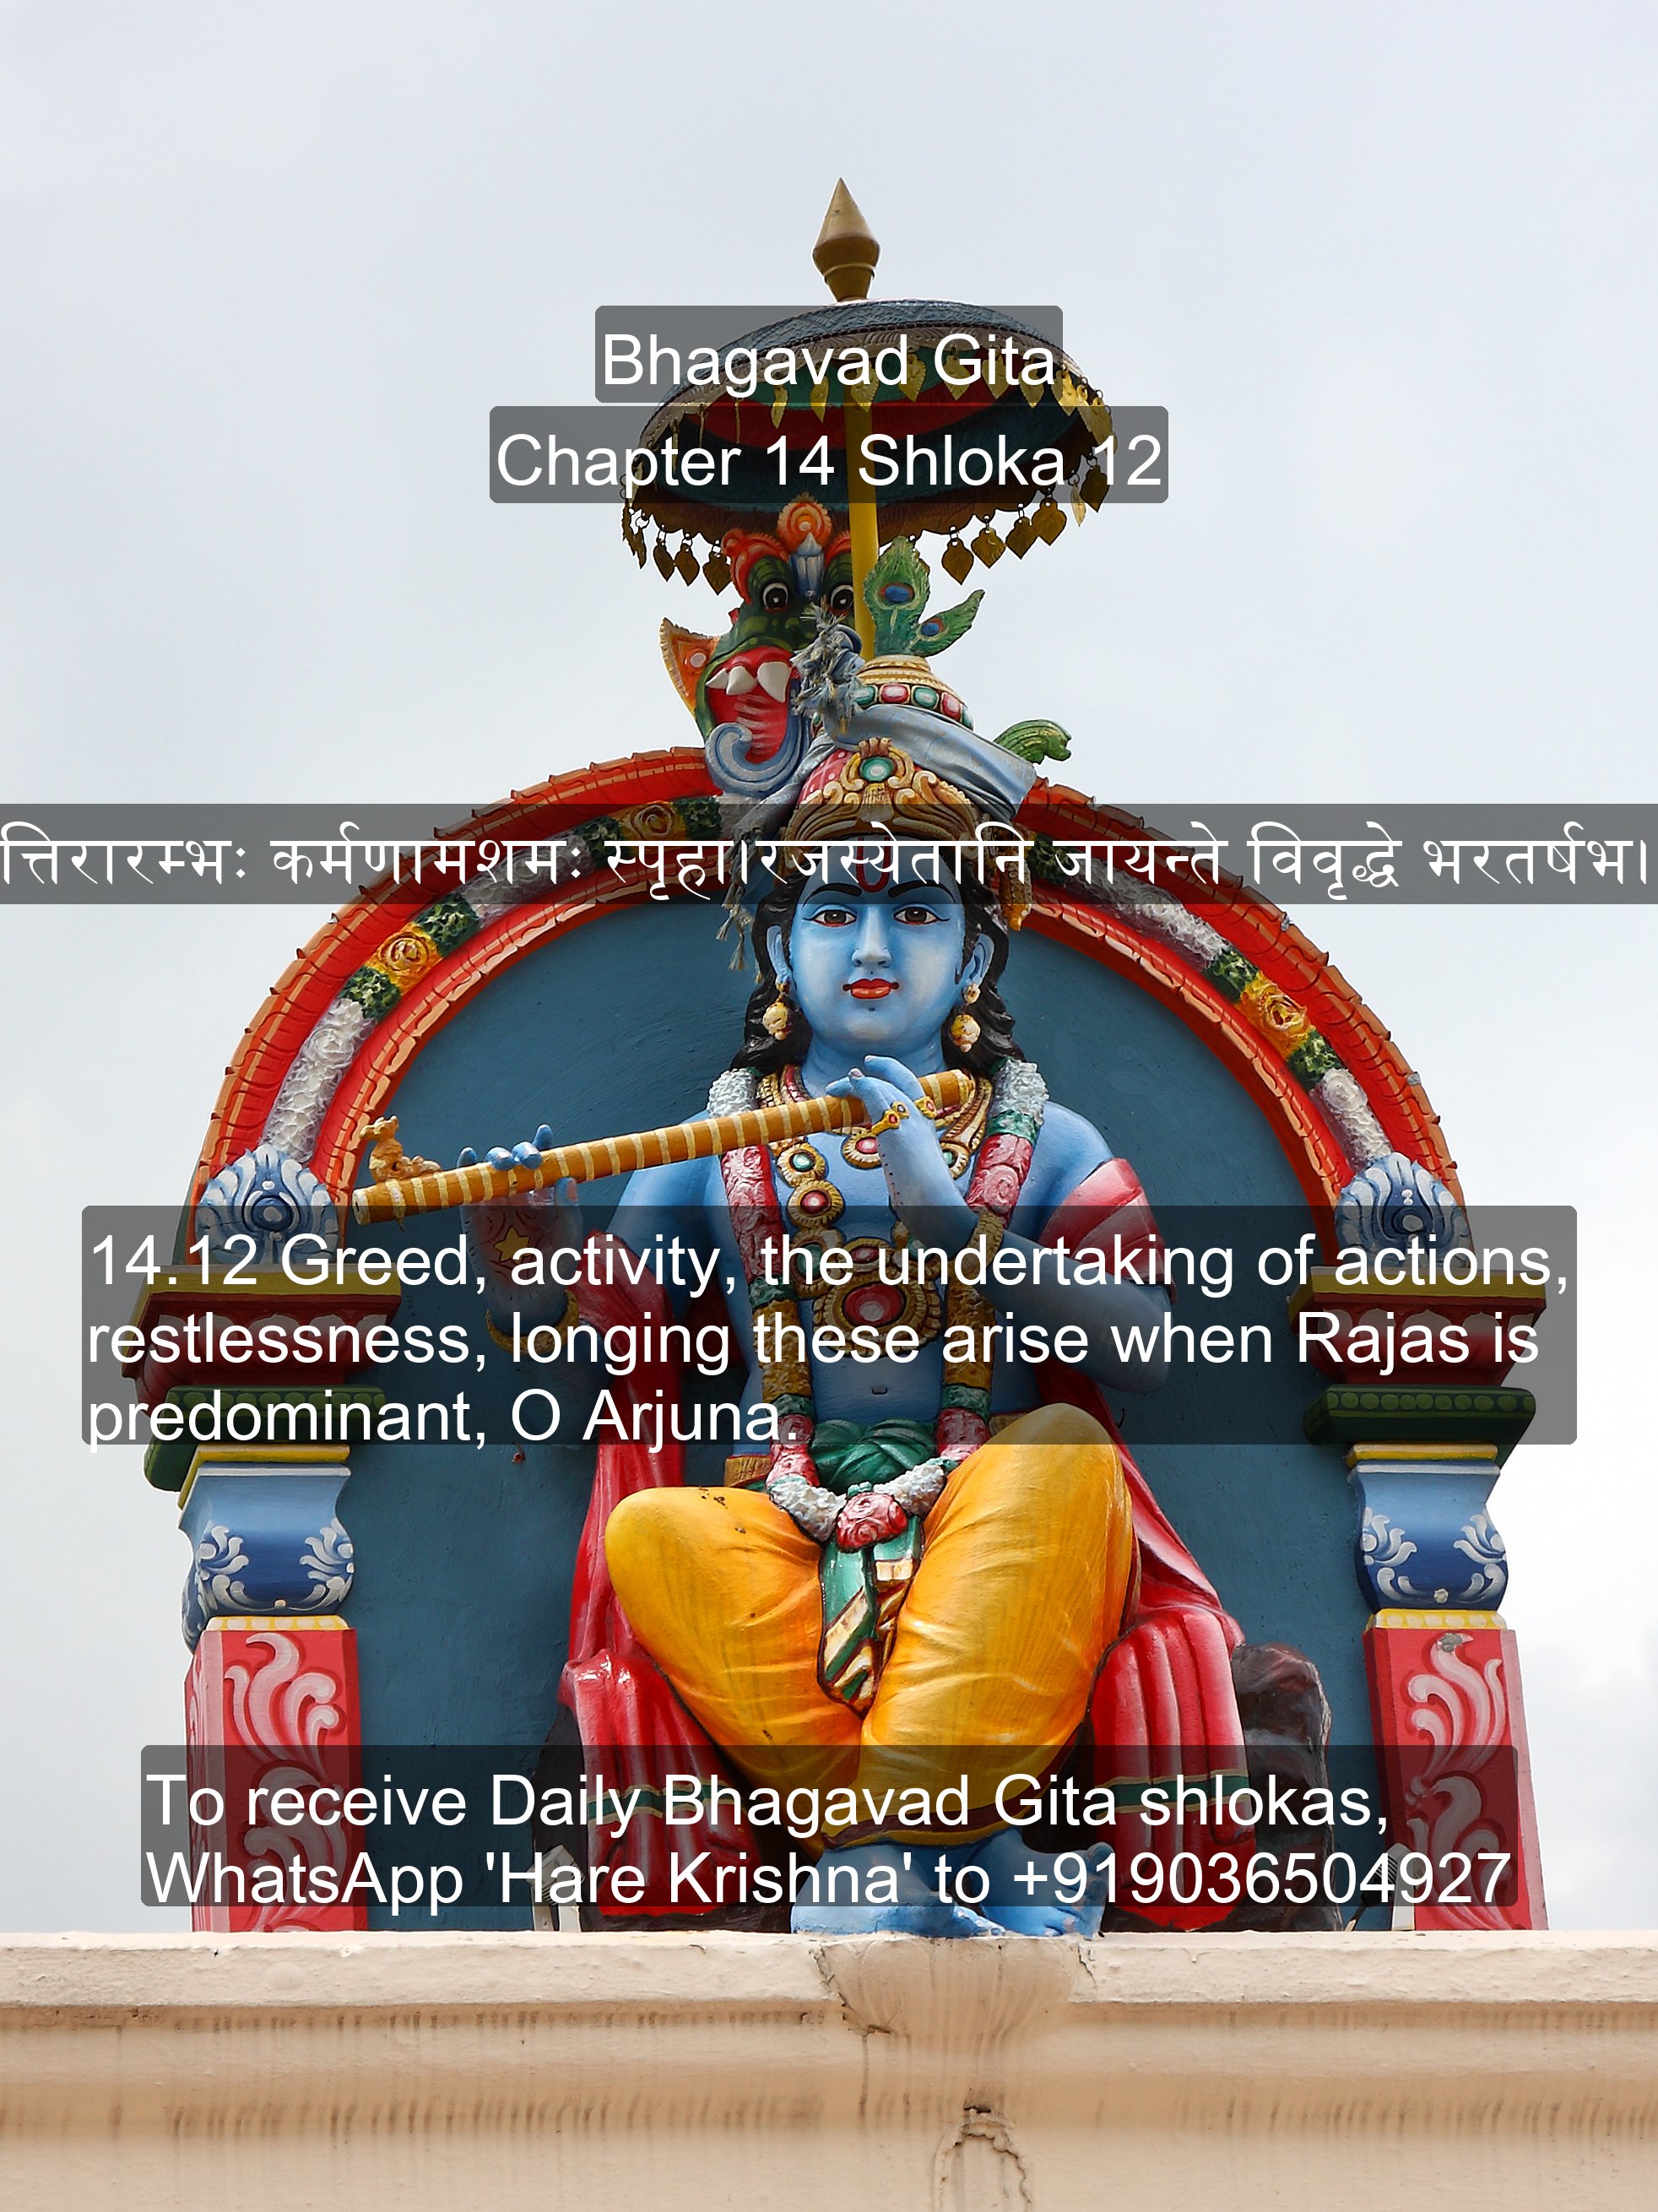 Bhagavad Gita
Chapter 14 Shloka 12
त्तिरारम्भः कर्मणामशमः स्पृहा।रजस्येतानि जायन्ते विवृद्धे भरतर्षभ।
14.12 Greed, activity, the undertaking of actions,
restlessness, longing these arise when Rajas is
predominant, O Arjuna.
To receive Daily Bhagavad Gita shlokas,
WhatsApp 'Hare Krishna' to +919036504927